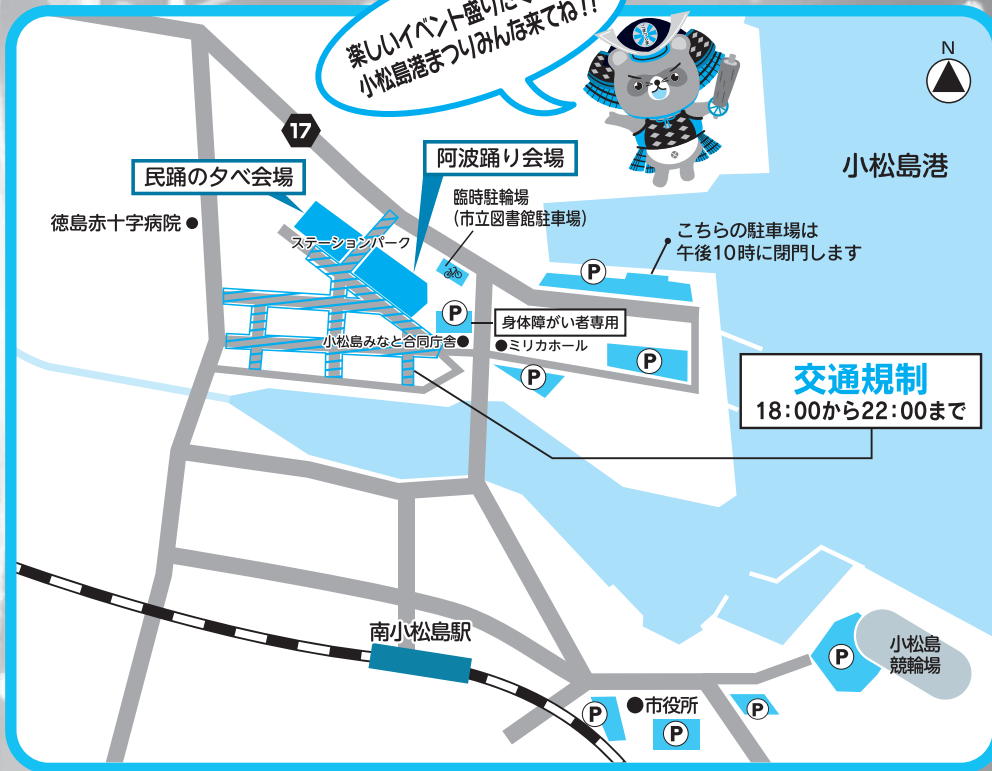 楽しいイベント盛りだく
小松島港まつりみんな来てね!!
N
17
小松島港
阿波踊り会場
民踊の夕べ会場
臨時駐輪場
(市立図書館駐車場)
徳島赤十字病院
ステーションパーク
こちらの駐車場は
午後10時に閉門します
P
P
身体障がい者専用
小松島みなと合同庁舎
ミリカホール
P
P
交通規制
18:00から22:00まで
南小松島駅
小松島
競輪場
P
市役所
P
P
P